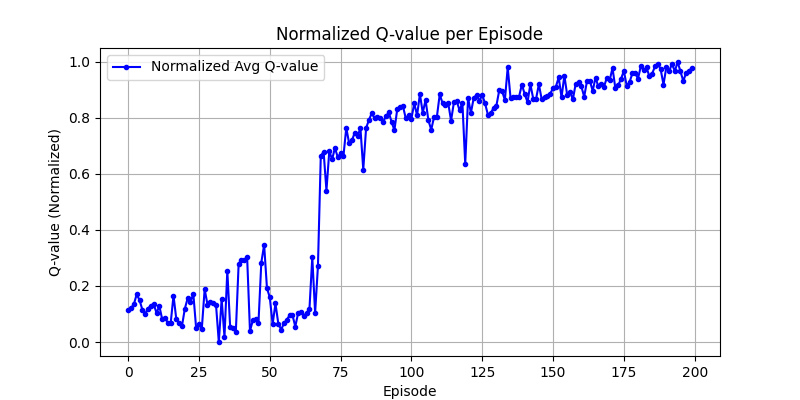 Normalized Q-value per Episode
Normalized Avg Q-value
Q-value (Normalized)
1.0
0.8
0.6
0.4
0.2
0.0
0 25 50 75 100 125 150 175 200
Episode